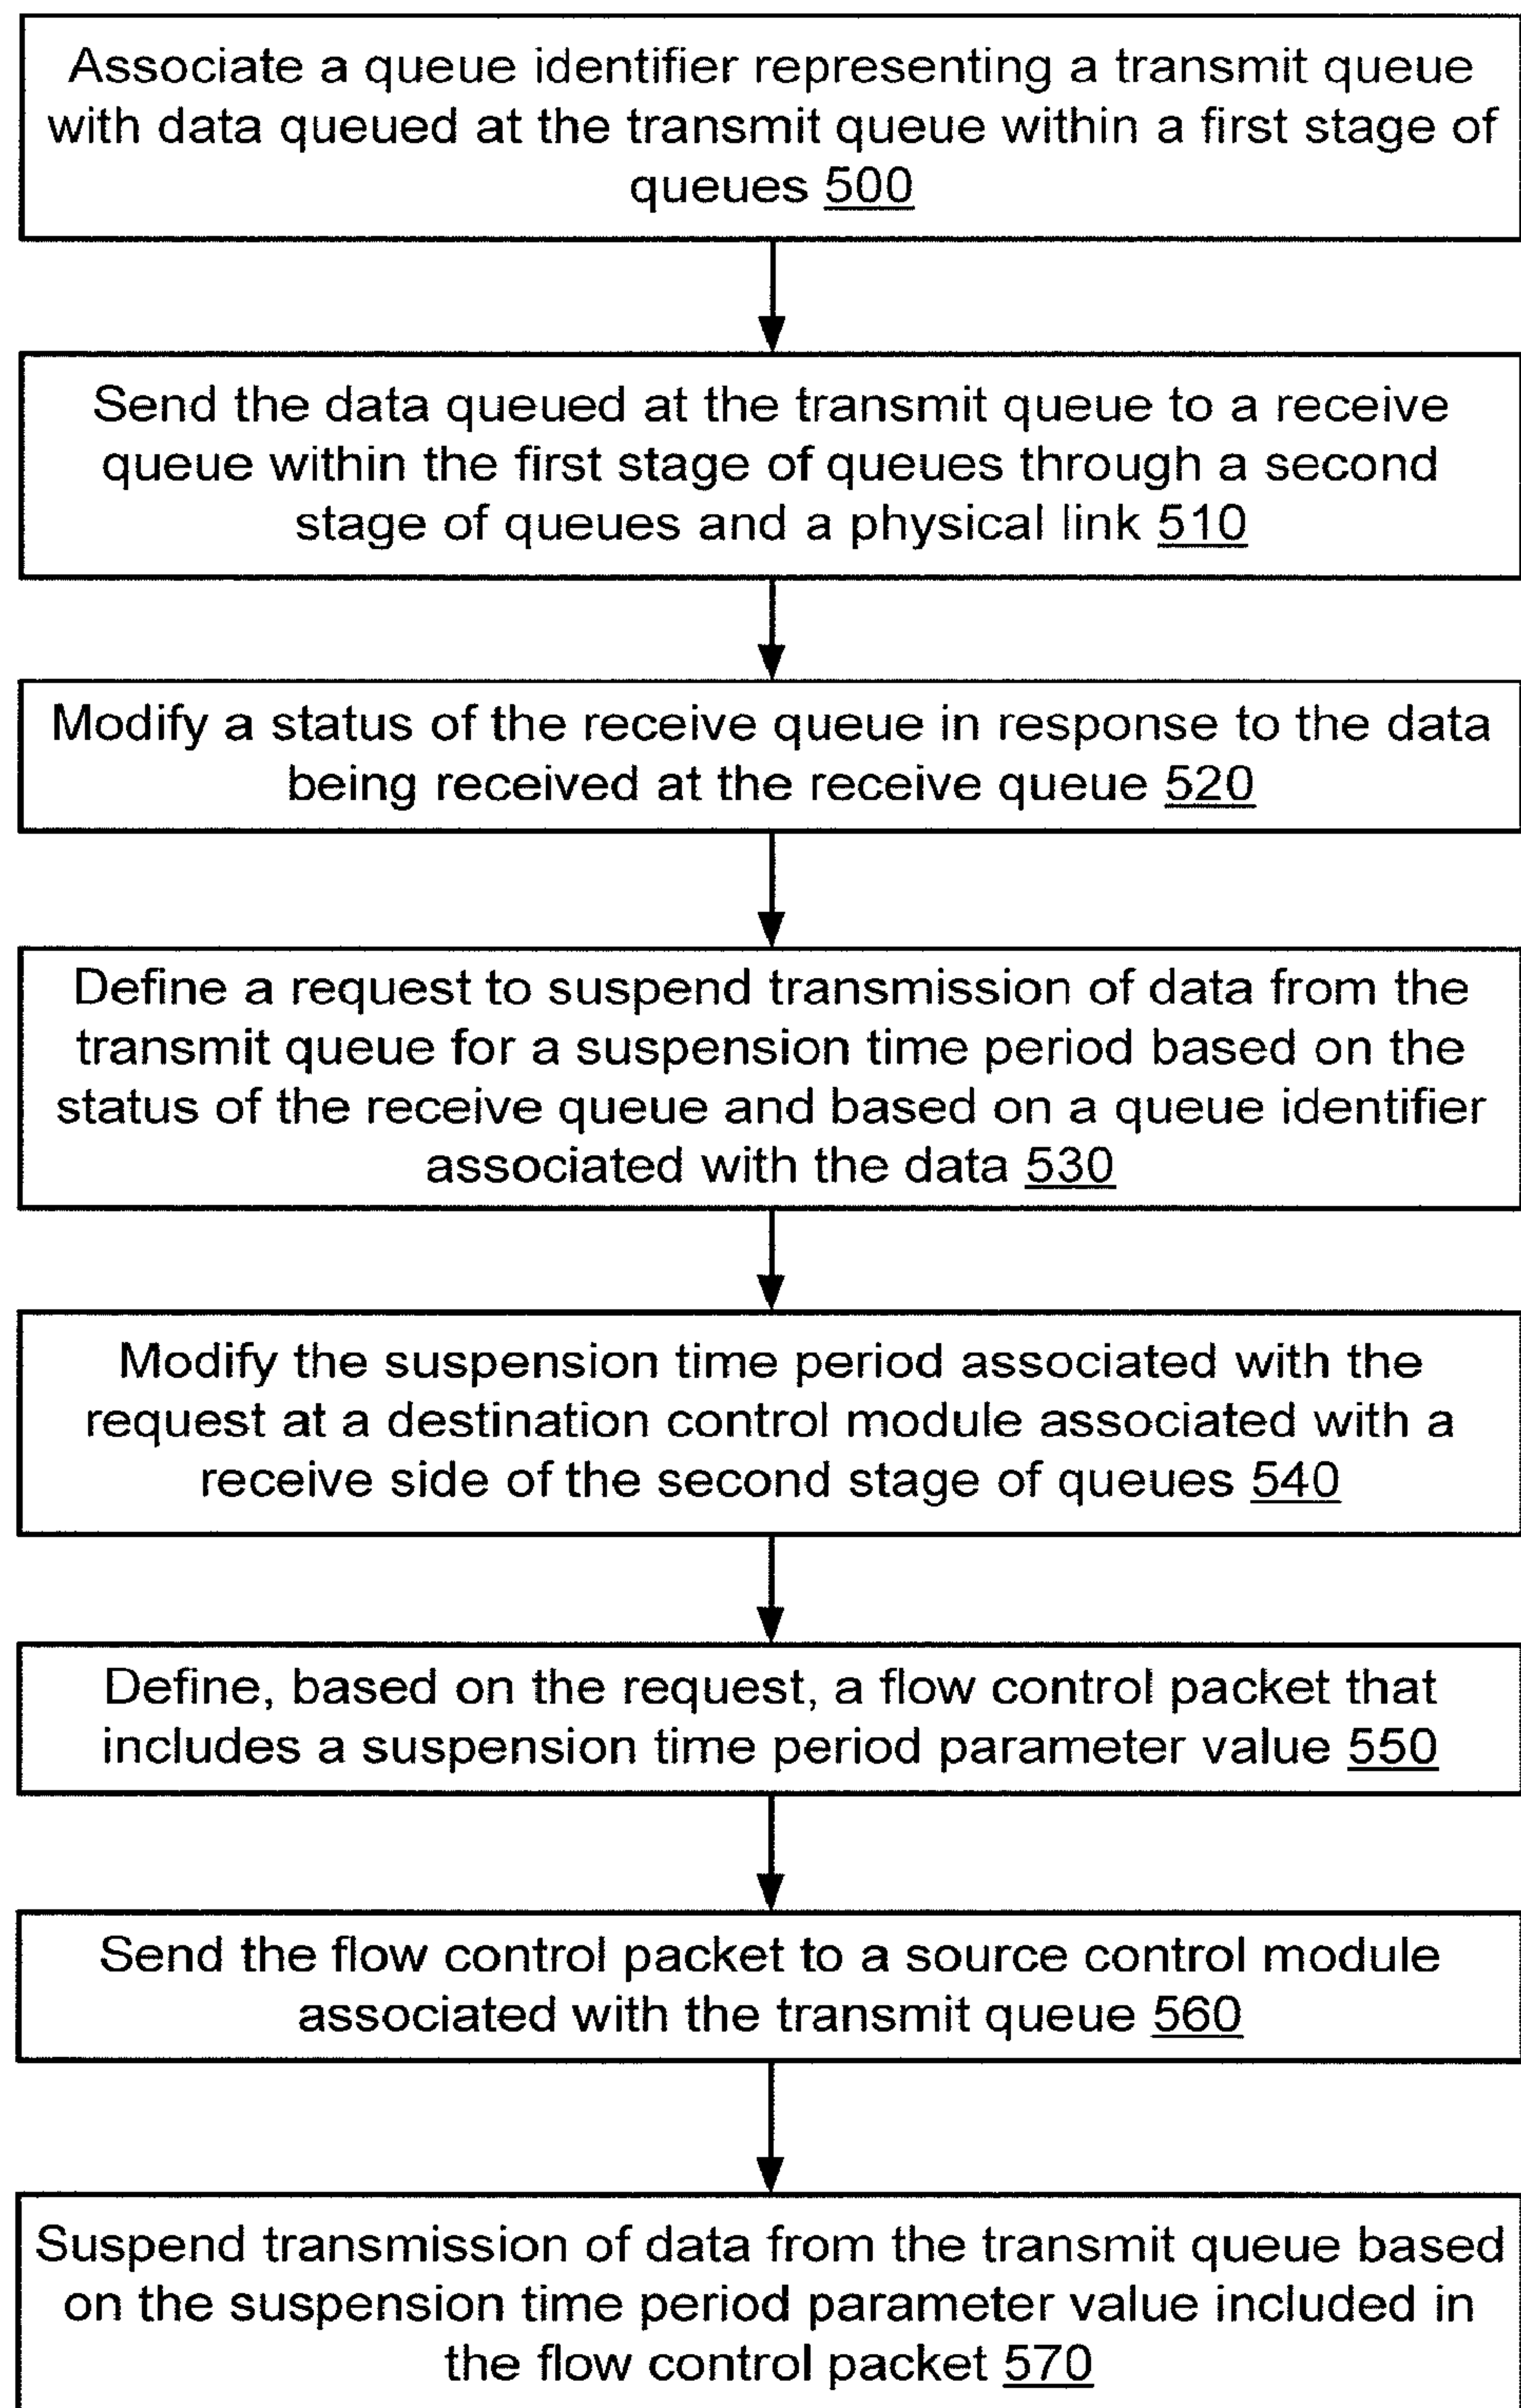 Associate a queue identifier representing a transmit queue
with data queued at the transmit queue within a first stage of
queues 500
Send the data queued at the transmit queue to a receive
queue within the first stage of queues through a second
stage of queues and a physical link 510
Modify a status of the receive queue in response to the data
being received at the receive queue 520
Define a request to suspend transmission of data from the
transmit queue for a suspension time period based on the
status of the receive queue and based on a queue identifier
associated with the data 530
Modify the suspension time period associated with the
request at a destination control module associated with a
receive side of the second stage of queues 540
Define, based on the request, a flow control packet that
includes a suspension time period parameter value 550
Send the flow control packet to a source control module
associated with the transmit queue 560
Suspend transmission of data from the transmit queue based
on the suspension time period parameter value included in
the flow control packet 570